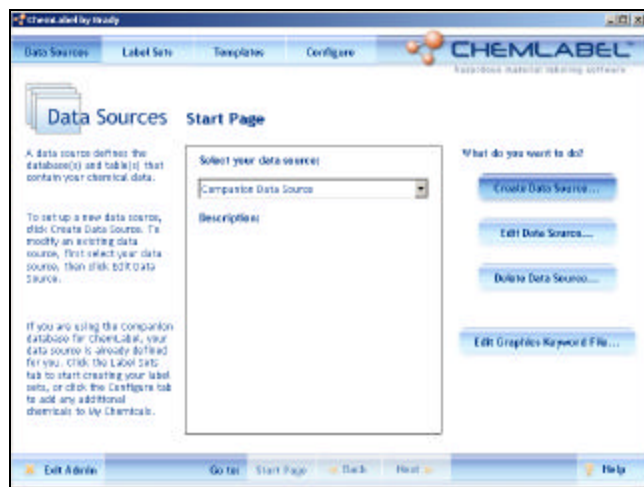 ChemLabel by Brady
Data Sources Label Sets Templates Configure
CHEMLABEL™
hazardous material labeling software
Data Sources Start Page
A data source defines the
database(s) and table(s) that
contain your chemical data.
To set up a new data source,
click Create Data Source. To
modify an existing data
source, first select your data
source, then click Edit Data
Source.
If you are using the Companion
database for ChemLabel, your
data source is already defined
for you. Click the Label Sets
tab to start creating your label
sets, or click the Configure tab
to add any additional
chemicals to My Chemicals.
Select your data source:
Companion Data Source
Description:
What do you want to do?
Create Data Source...
Edit Data Source...
Delete Data Source...
Edit Graphics Keyword File...
Exit Admin Go to: Start Page Back Next Help